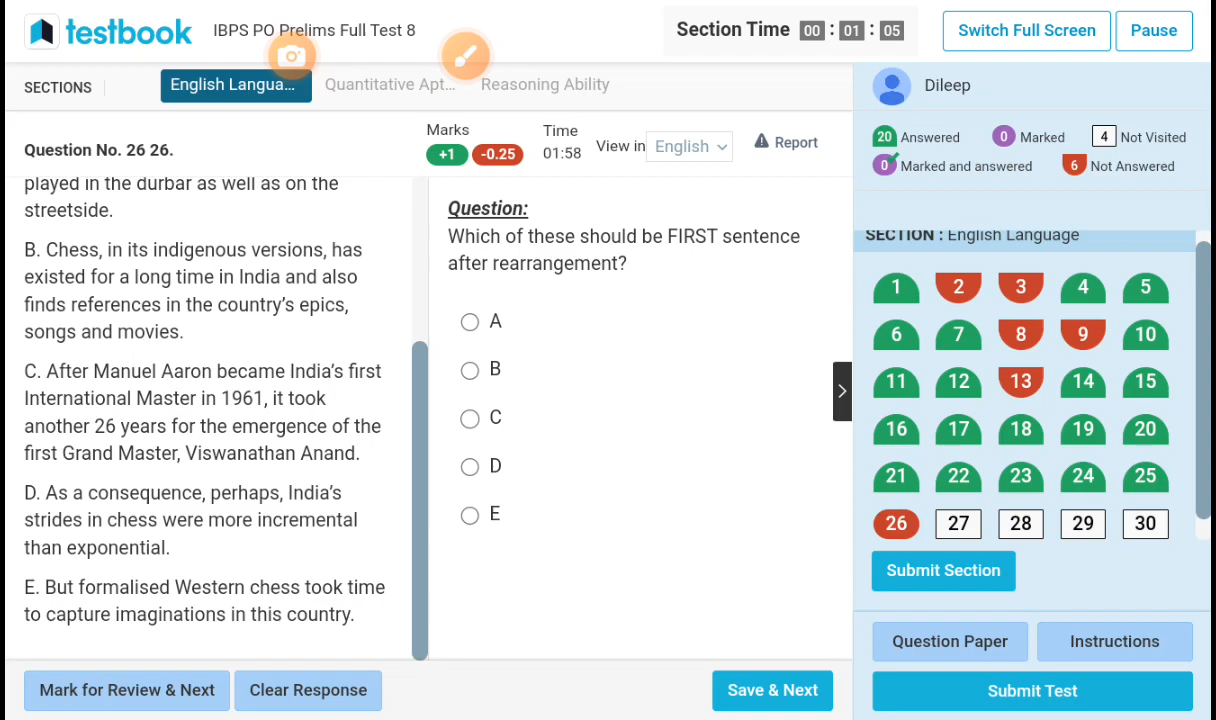 testbook
IBPS PO Prelims Full Test 8
Section Time 00 : 01 : 05
Switch Full Screen
Pause
SECTIONS
English Langua...
Quantitative Apt...
Reasoning Ability
Dileep
Question No. 26 26.
Marks
+1 -0.25
Time
01:58
View in English
Report
20 Answered
0 Marked
4 Not Visited
0 Marked and answered
6 Not Answered
played in the durbar as well as on the
streetside.
B. Chess, in its indigenous versions, has
existed for a long time in India and also
finds references in the country's epics,
songs and movies.
C. After Manuel Aaron became India's first
International Master in 1961, it took
another 26 years for the emergence of the
first Grand Master, Viswanathan Anand.
D. As a consequence, perhaps, India's
strides in chess were more incremental
than exponential.
E. But formalised Western chess took time
to capture imaginations in this country.
Question:
Which of these should be FIRST sentence
after rearrangement?
A
B
C
D
E
SECTION : English Language
1 2 3 4 5
6 7 8 9 10
11 12 13 14 15
16 17 18 19 20
21 22 23 24 25
26 27 28 29 30
Submit Section
Question Paper
Instructions
Mark for Review & Next
Clear Response
Save & Next
Submit Test